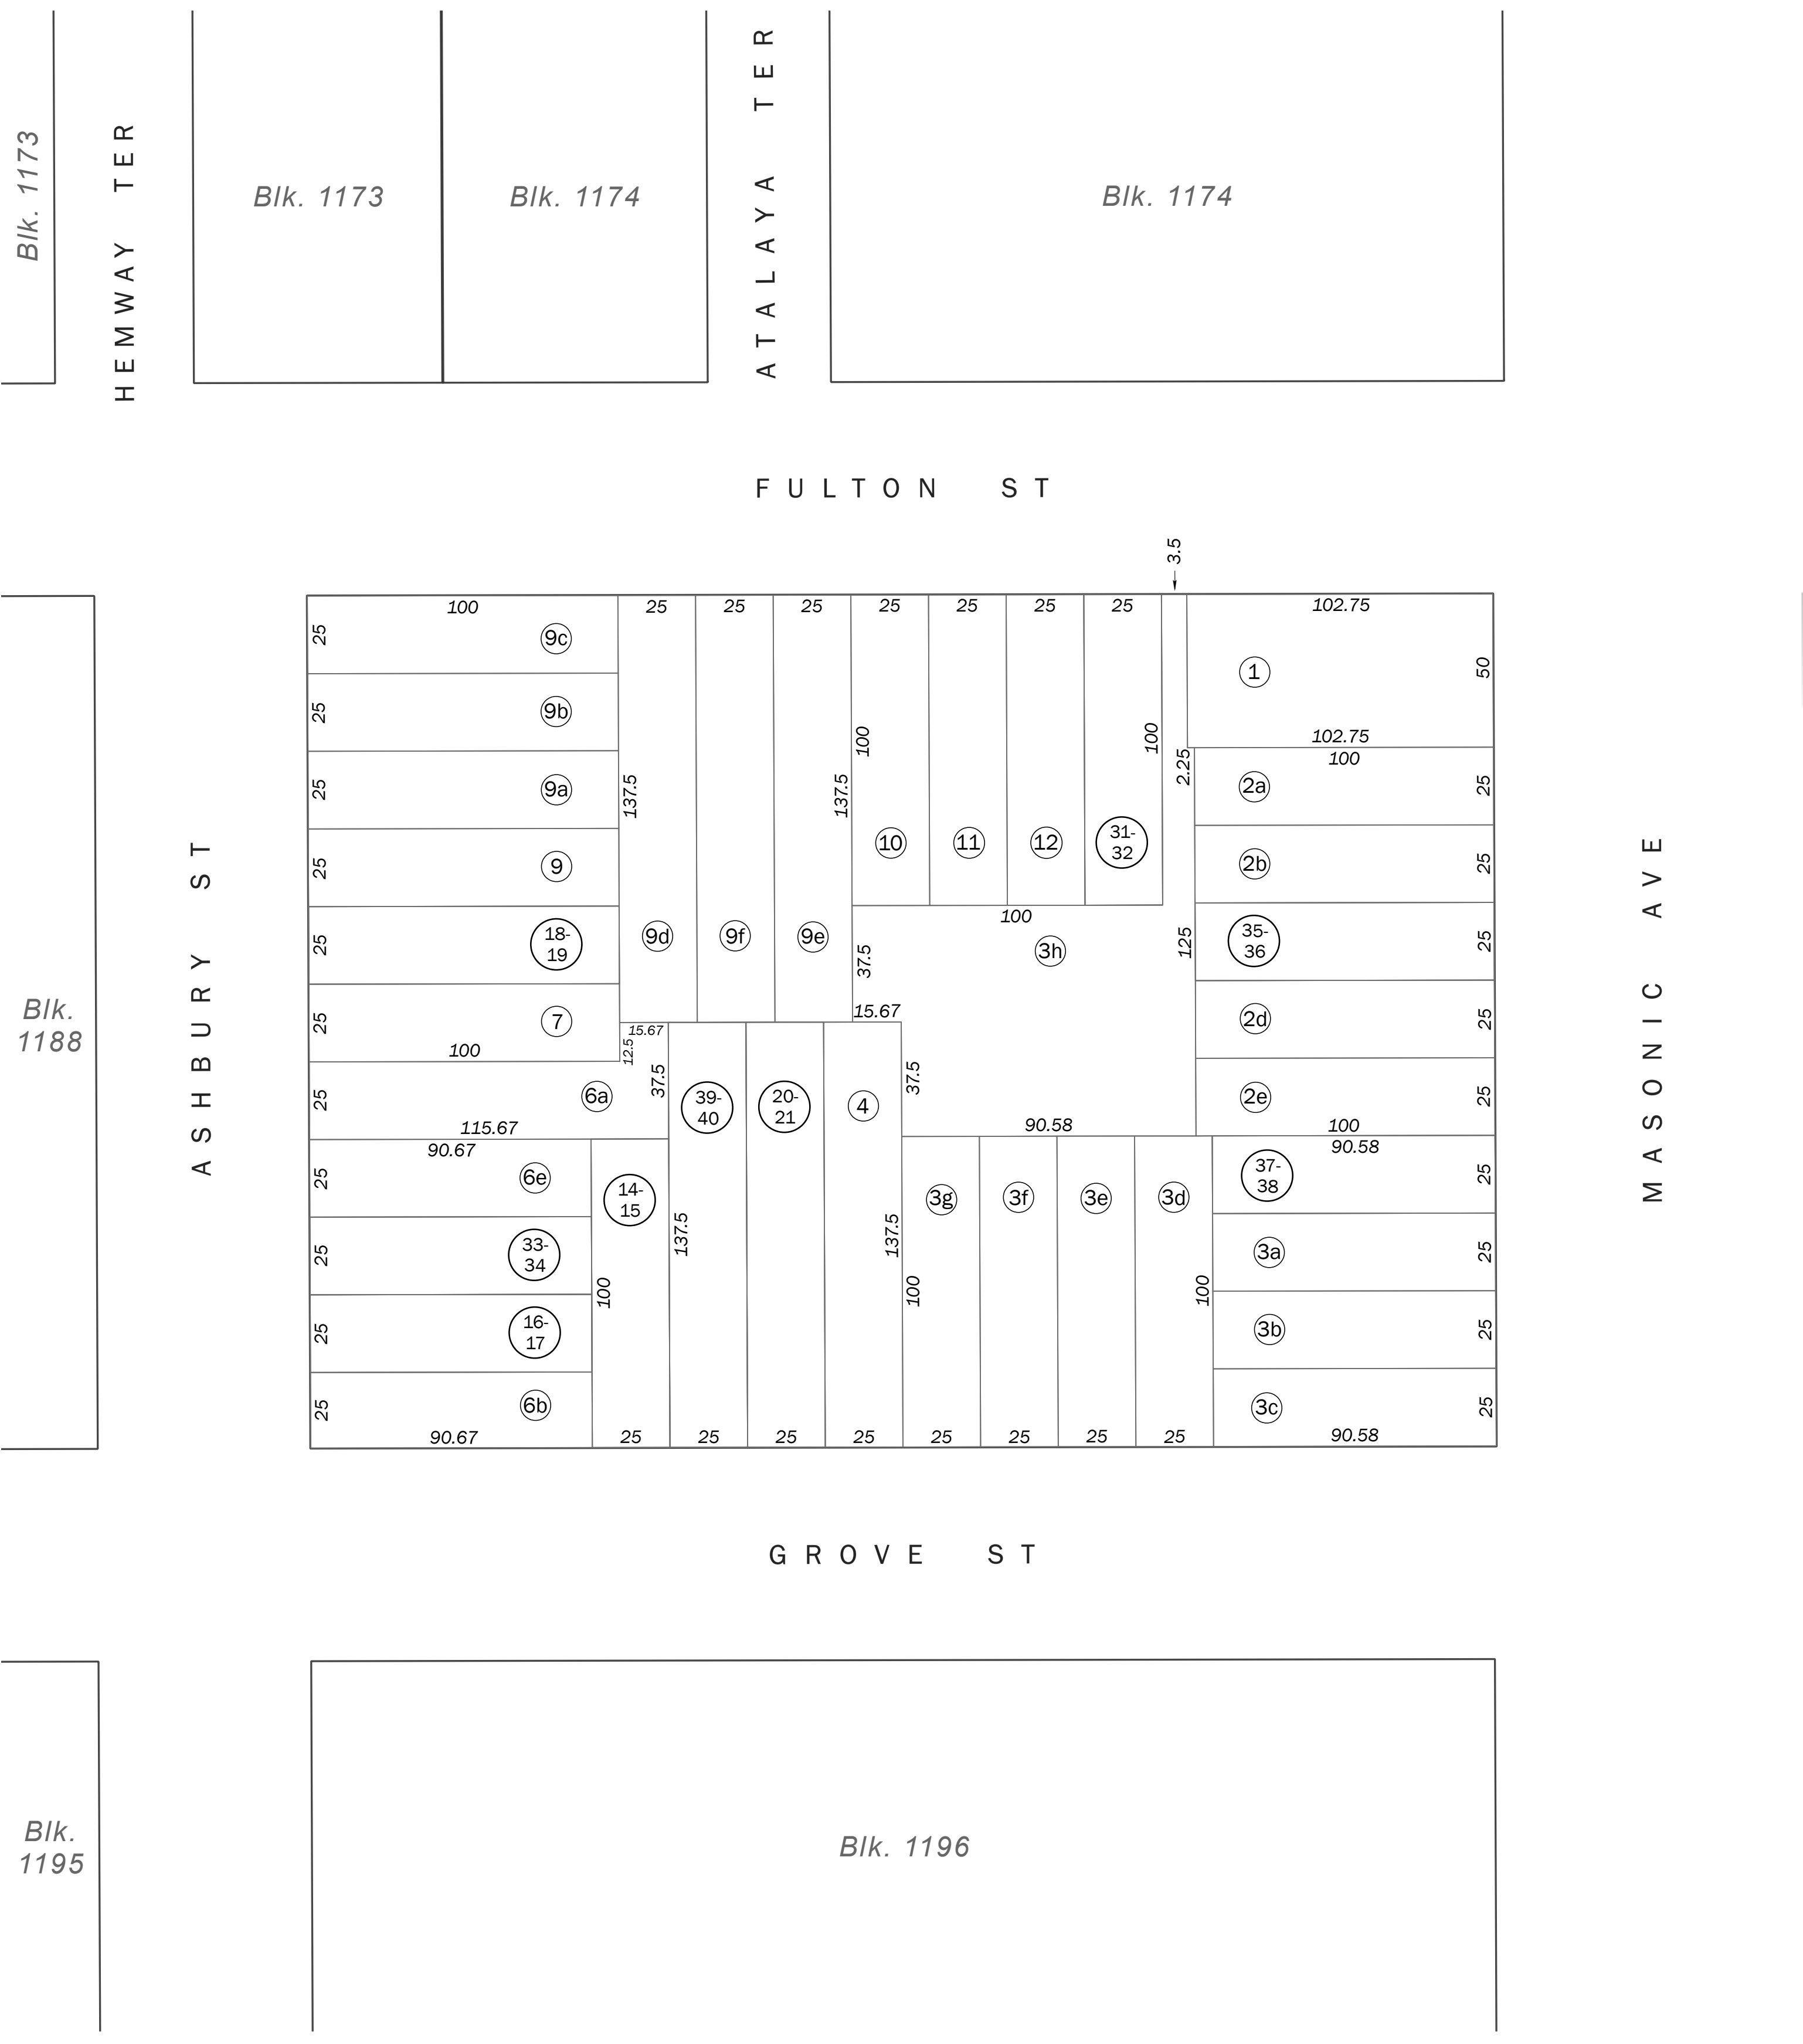 Blk. 1173
HEMWAY TER
Blk. 1173
Blk. 1174
ATALAYA TER
Blk. 1174
FULTON ST
3.5
100
25
25
25
25
25
25
25
102.75
25
9c
1
50
25
9b
100
100
102.75
2.25
100
25
9a
137.5
137.5
2a
25
25
9
10
11
12
31-
32
2b
25
ASHBURY ST
MASONIC AVE
25
18-
19
9d
9f
9e
100
37.5
3h
125
35-
36
25
Blk.
1188
25
7
100
15.67
12.5
15.67
2d
25
25
6a
37.5
39-
40
20-
21
4
37.5
2e
25
115.67
90.58
100
90.67
90.58
25
6e
14-
15
3g
3f
3e
3d
37-
38
25
25
33-
34
137.5
137.5
3a
25
100
100
100
25
16-
17
3b
25
25
6b
3c
25
90.67
25
25
25
25
25
25
25
25
90.58
GROVE ST
Blk.
1195
Blk. 1196